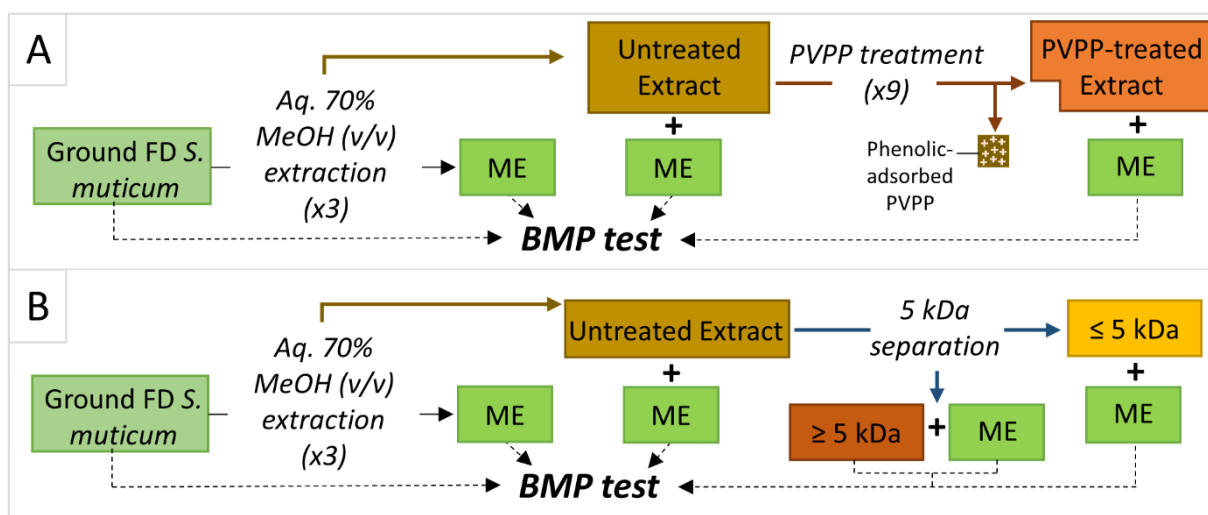 A
Ground FD S.
muticum
Aq. 70%
MeOH (v/v)
extraction
(x3)
ME
Untreated
Extract
+
ME
PVPP treatment
(x9)
Phenolic-
adsorbed
PVPP
PVPP-treated
Extract
+
ME
BMP test
B
Ground FD S.
muticum
Aq. 70%
MeOH (v/v)
extraction
(x3)
ME
Untreated Extract
+
ME
5 kDa
separation
≥ 5 kDa + ME
≤ 5 kDa
+
ME
BMP test